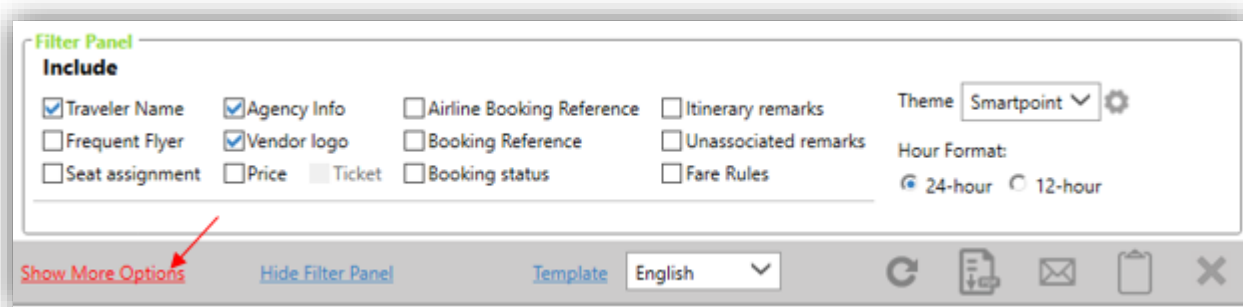 Filter Panel
Include
Traveler Name Agency Info Airline Booking Reference Itinerary remarks
Frequent Flyer Vendor logo Booking Reference Unassociated remarks
Seat assignment Price Ticket Booking status Fare Rules
Theme Smartpoint
Hour Format:
24-hour 12-hour
Show More Options Hide Filter Panel Template English